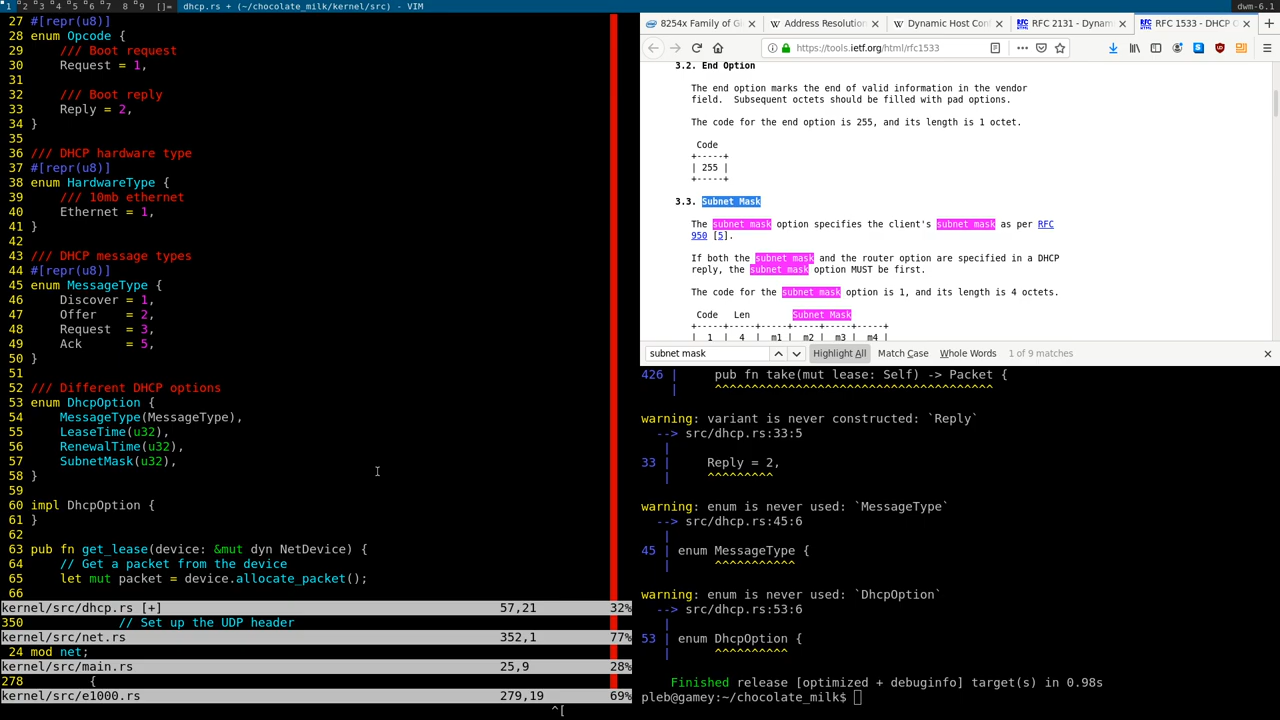 1 2 3 4 5 6 7 8 9 []= dhcp.rs + (~/chocolate_milk/kernel/src) - VIM
dwm-6.1
27 #[repr(u8)]
28 enum Opcode {
29     /// Boot request
30     Request = 1,
31
32     /// Boot reply
33     Reply = 2,
34 }
35
36 /// DHCP hardware type
37 #[repr(u8)]
38 enum HardwareType {
39     /// 10mb ethernet
40     Ethernet = 1,
41 }
42
43 /// DHCP message types
44 #[repr(u8)]
45 enum MessageType {
46     Discover = 1,
47     Offer    = 2,
48     Request  = 3,
49     Ack      = 5,
50 }
51
52 /// Different DHCP options
53 enum DhcpOption {
54     MessageType(MessageType),
55     LeaseTime(u32),
56     RenewalTime(u32),
57     SubnetMask(u32),
58 }
59
60 impl DhcpOption {
61 }
62
63 pub fn get_lease(device: &mut dyn NetDevice) {
64     // Get a packet from the device
65     let mut packet = device.allocate_packet();
66
kernel/src/dhcp.rs [+] 57,21 32%
350             // Set up the UDP header
kernel/src/net.rs 352,1 77%
24 mod net;
kernel/src/main.rs 25,9 28%
278         {
kernel/src/e1000.rs 279,19 69%
^[
8254x Family of Gi
Address Resolution
Dynamic Host Conf
RFC 2131 - Dynami
RFC 1533 - DHCP O
https://tools.ietf.org/html/rfc1533
3.2. End Option
The end option marks the end of valid information in the vendor
field.  Subsequent octets should be filled with pad options.
The code for the end option is 255, and its length is 1 octet.
Code
+-----+
| 255 |
+-----+
3.3. Subnet Mask
The subnet mask option specifies the client's subnet mask as per RFC
950 [5].
If both the subnet mask and the router option are specified in a DHCP
reply, the subnet mask option MUST be first.
The code for the subnet mask option is 1, and its length is 4 octets.
Code   Len        Subnet Mask
+-----+-----+-----+-----+-----+-----+
|  1  |  4  |  m1 |  m2 |  m3 |  m4 |
subnet mask Highlight All Match Case Whole Words 1 of 9 matches
426 |     pub fn take(mut lease: Self) -> Packet {
|     ^^^^^^^^^^^^^^^^^^^^^^^^^^^^^^^^^^^^^^
warning: variant is never constructed: `Reply`
--> src/dhcp.rs:33:5
|
33 |     Reply = 2,
|     ^^^^^^^^^
warning: enum is never used: `MessageType`
--> src/dhcp.rs:45:6
|
45 | enum MessageType {
|      ^^^^^^^^^^^
warning: enum is never used: `DhcpOption`
--> src/dhcp.rs:53:6
|
53 | enum DhcpOption {
|      ^^^^^^^^^^
Finished release [optimized + debuginfo] target(s) in 0.98s
pleb@gamey:~/chocolate_milk$